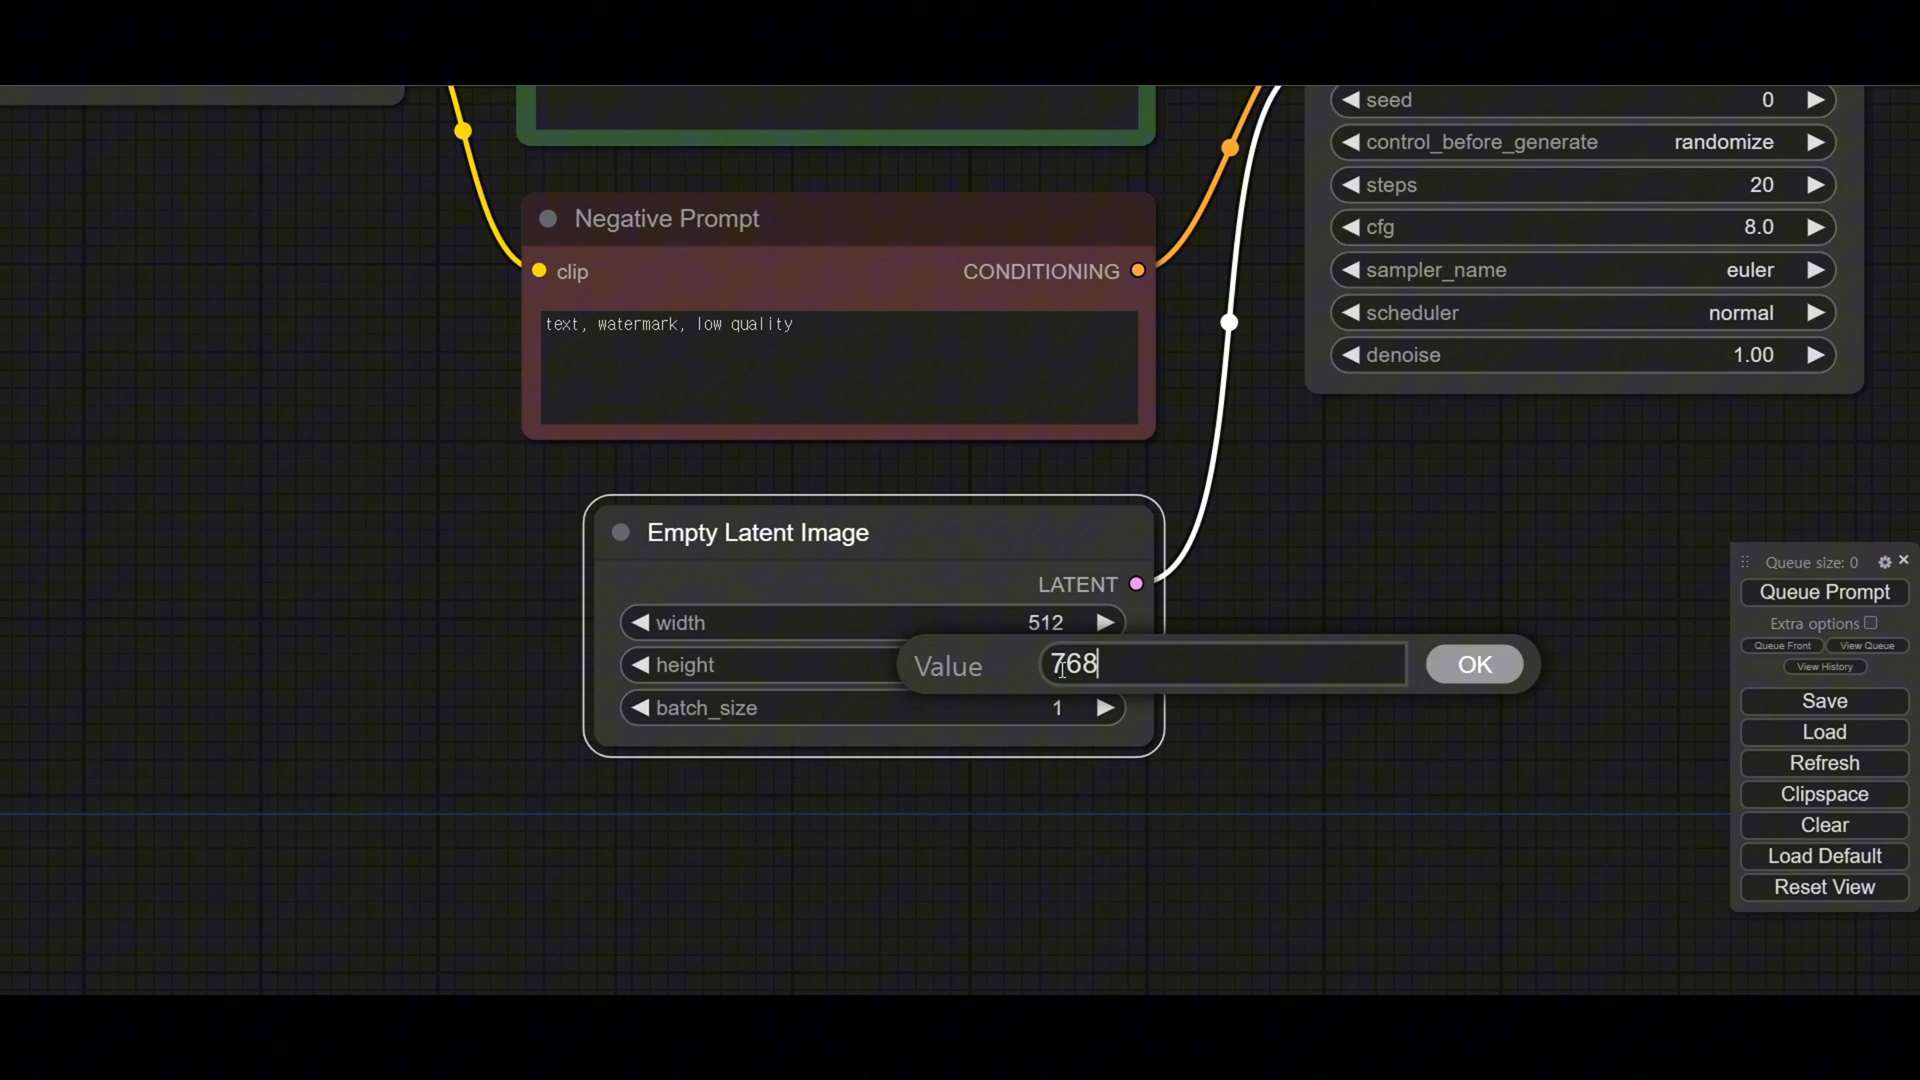 seed 0
control_before_generate randomize
steps 20
cfg 8.0
sampler_name euler
scheduler normal
denoise 1.00
Negative Prompt
clip CONDITIONING
text, watermark, low quality
Empty Latent Image
LATENT
width 512
height
Value 768 OK
batch_size 1
Queue size: 0
Queue Prompt
Extra options
Queue Front View Queue
View History
Save
Load
Refresh
Clipspace
Clear
Load Default
Reset View